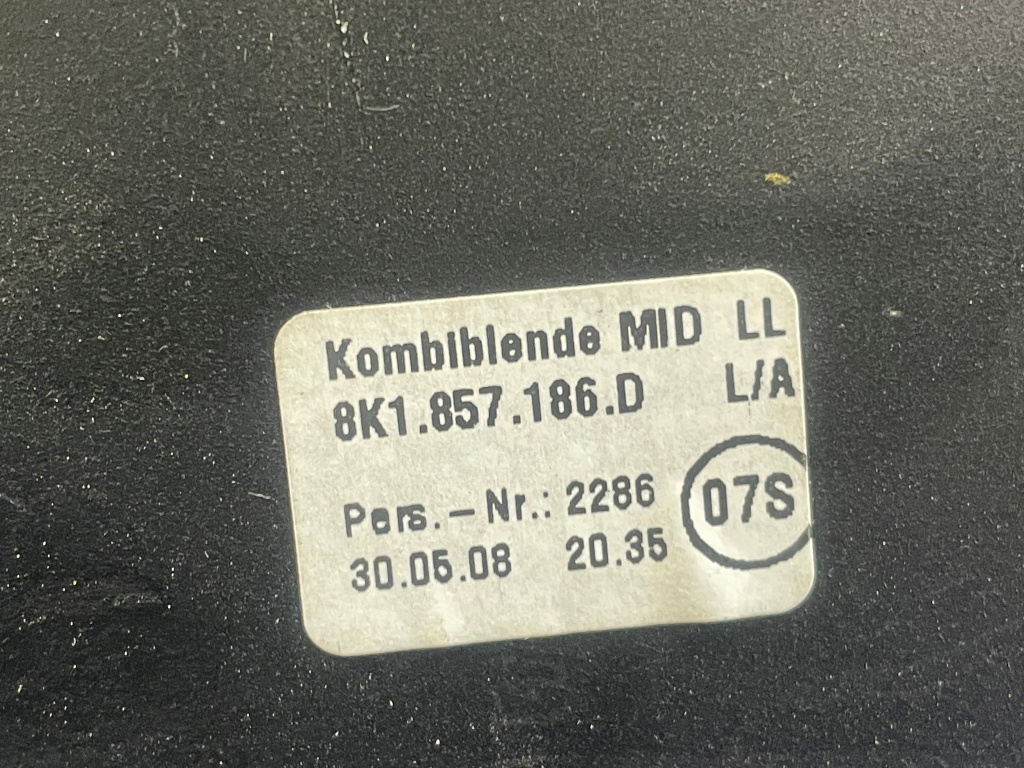 Kombiblende MID LL
8K1.857.186.D L/A
Pers.-Nr.: 2286 07S
30.05.08 20.35